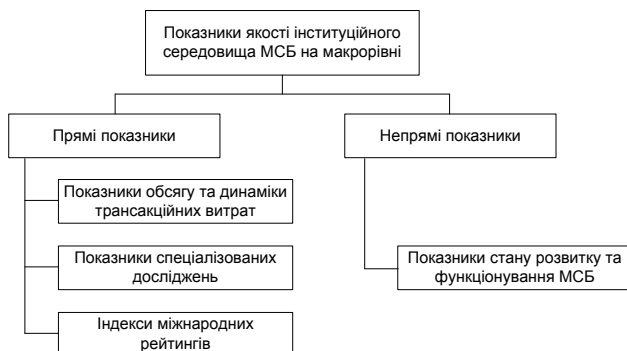 Показники якості інституційного
середовища МСБ на макрорівні
Прямі показники
Непрямі показники
Показники обсягу та динаміки
трансакційних витрат
Показники спеціалізованих
досліджень
Показники стану розвитку та
функціонування МСБ
Індекси міжнародних
рейтингів